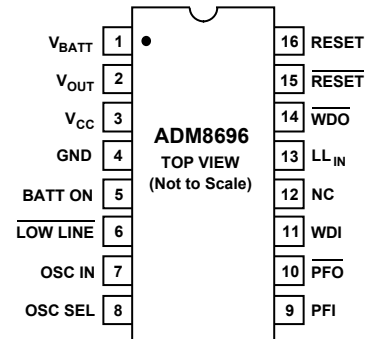 VBATT 1
VOUT 2
VCC 3
GND 4
BATT ON 5
LOW LINE 6
OSC IN 7
OSC SEL 8
ADM8696
TOP VIEW
(Not to Scale)
16 RESET
15 RESET
14 WDO
13 LLIN
12 NC
11 WDI
10 PFO
9 PFI